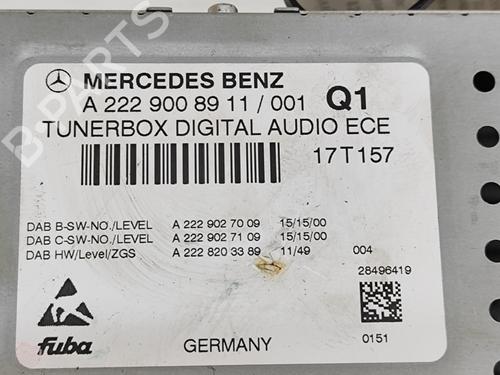 MERCEDES BENZ
A 222 900 89 11 / 001 Q1
TUNERBOX DIGITAL AUDIO ECE
17T157
DAB B-SW-NO./LEVEL A 222 902 70 09 15/15/00
DAB C-SW-NO./LEVEL A 222 902 71 09 15/15/00
DAB HW/Level/ZGS A 222 820 33 89 11/49 004
28496419
fuba
GERMANY
0151
B-PARTS